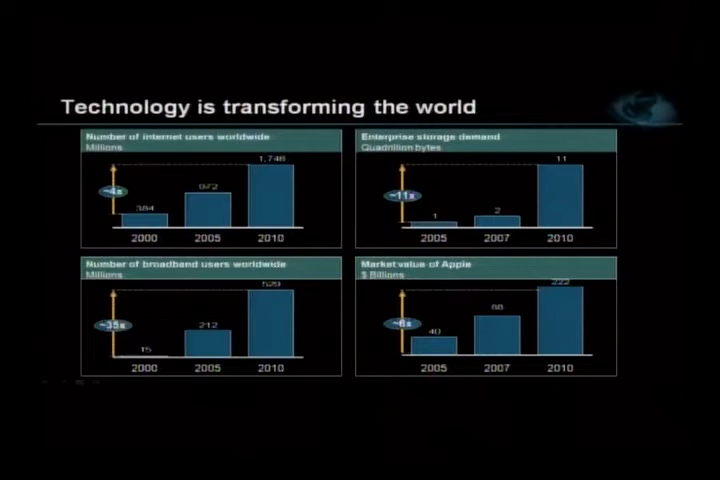 Technology is transforming the world
Number of internet users worldwide
Millions
1,748
972
384
~4x
2000 2005 2010
Enterprise storage demand
Quadrillion bytes
11
2
1
~11x
2005 2007 2010
Number of broadband users worldwide
Millions
212
15
~35x
2000 2005 2010
Market value of Apple
$ Billions
222
40
~6x
2005 2007 2010